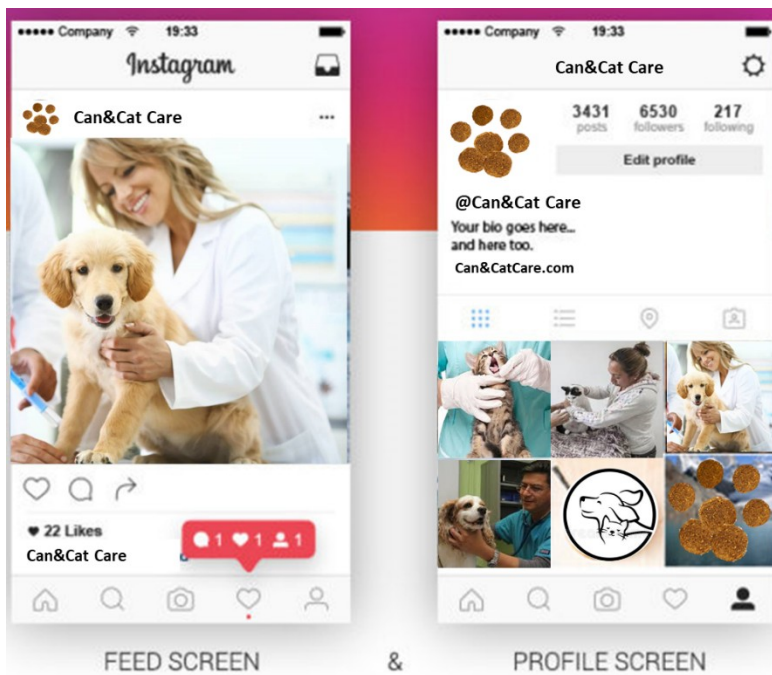 Company 19:33
Instagram
Can&Cat Care
22 Likes
Can&Cat Care
1 1 1
FEED SCREEN
&
Company 19:33
Can&Cat Care
3431 6530 217
posts followers following
Edit profile
@Can&Cat Care
Your bio goes here...
and here too.
Can&CatCare.com
PROFILE SCREEN